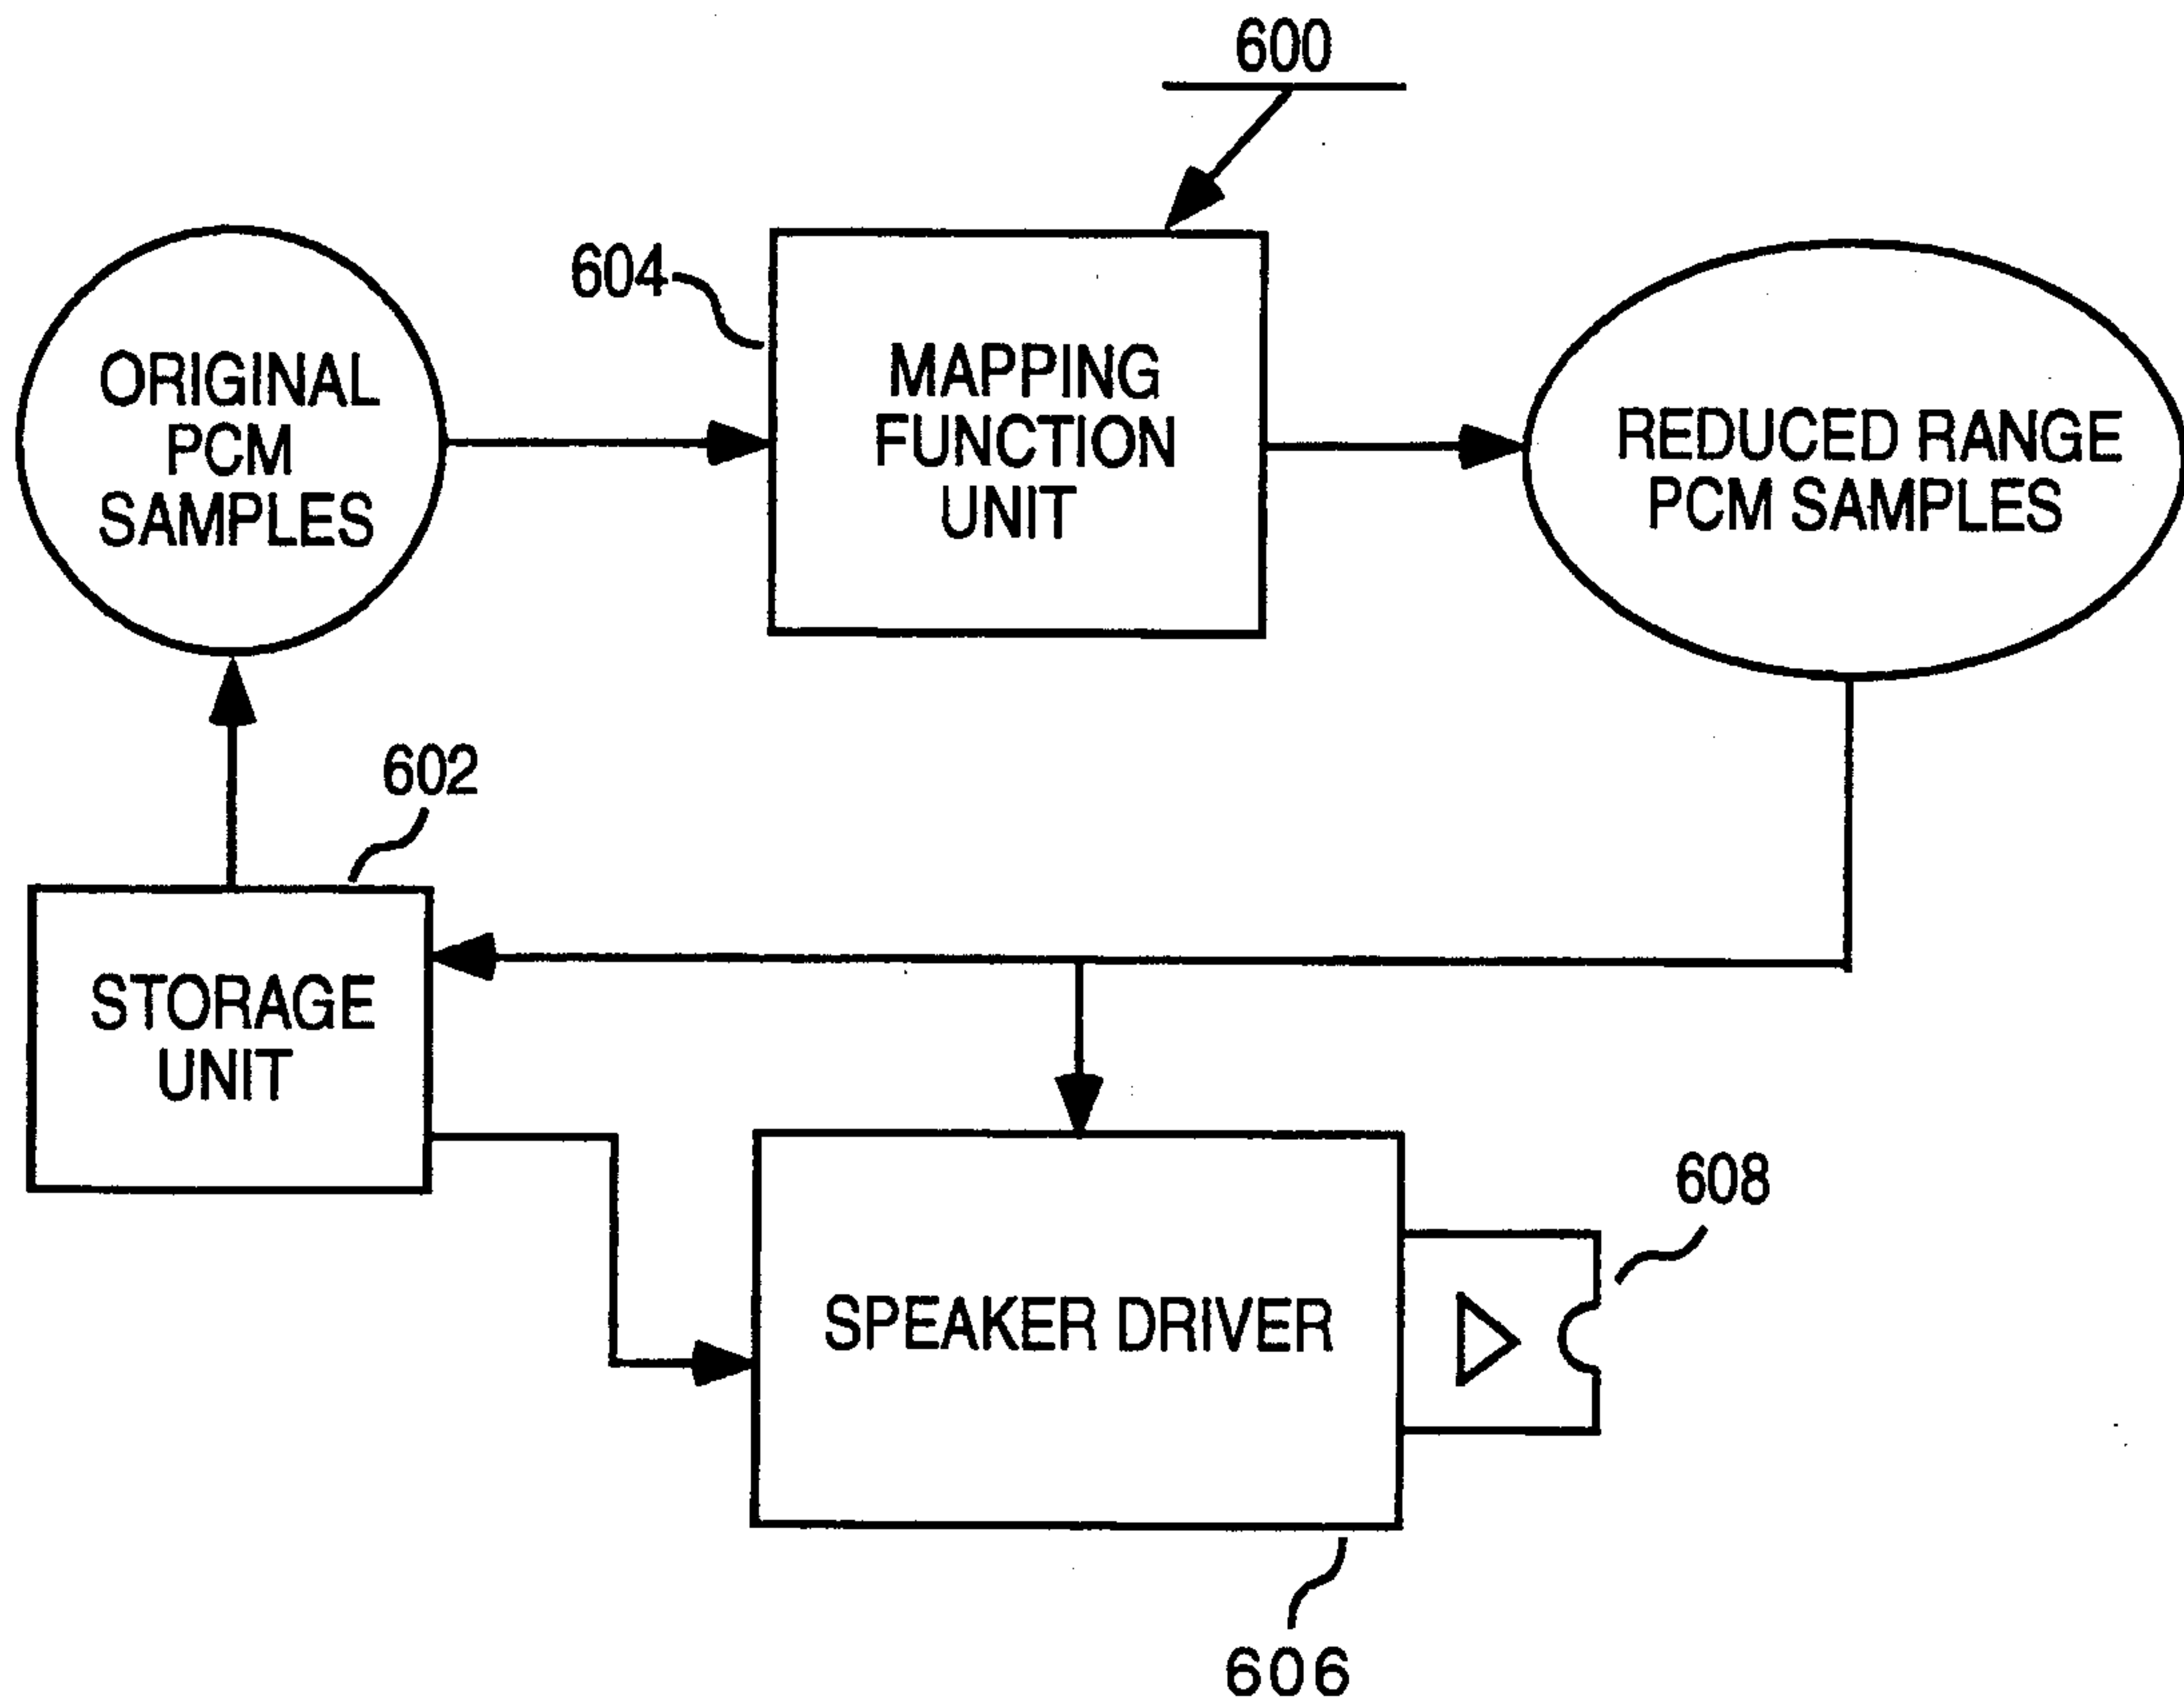 600
604
ORIGINAL
PCM
SAMPLES
MAPPING
FUNCTION
UNIT
REDUCED RANGE
PCM SAMPLES
602
STORAGE
UNIT
608
SPEAKER DRIVER
606